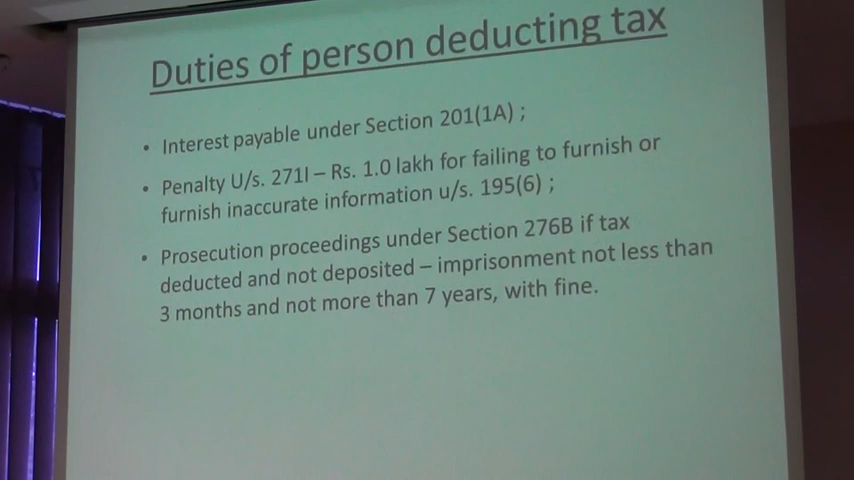 Duties of person deducting tax
• Interest payable under Section 201(1A) ;
• Penalty U/s. 271I – Rs. 1.0 lakh for failing to furnish or
furnish inaccurate information u/s. 195(6) ;
• Prosecution proceedings under Section 276B if tax
deducted and not deposited – imprisonment not less than
3 months and not more than 7 years, with fine.